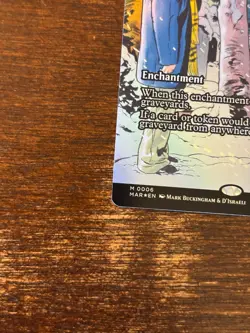 Enchantment
When this enchantment
graveyards.
If a card or token would
graveyard from anywhere
M 0006
MAR★EN Mark Buckingham & D'Israeli